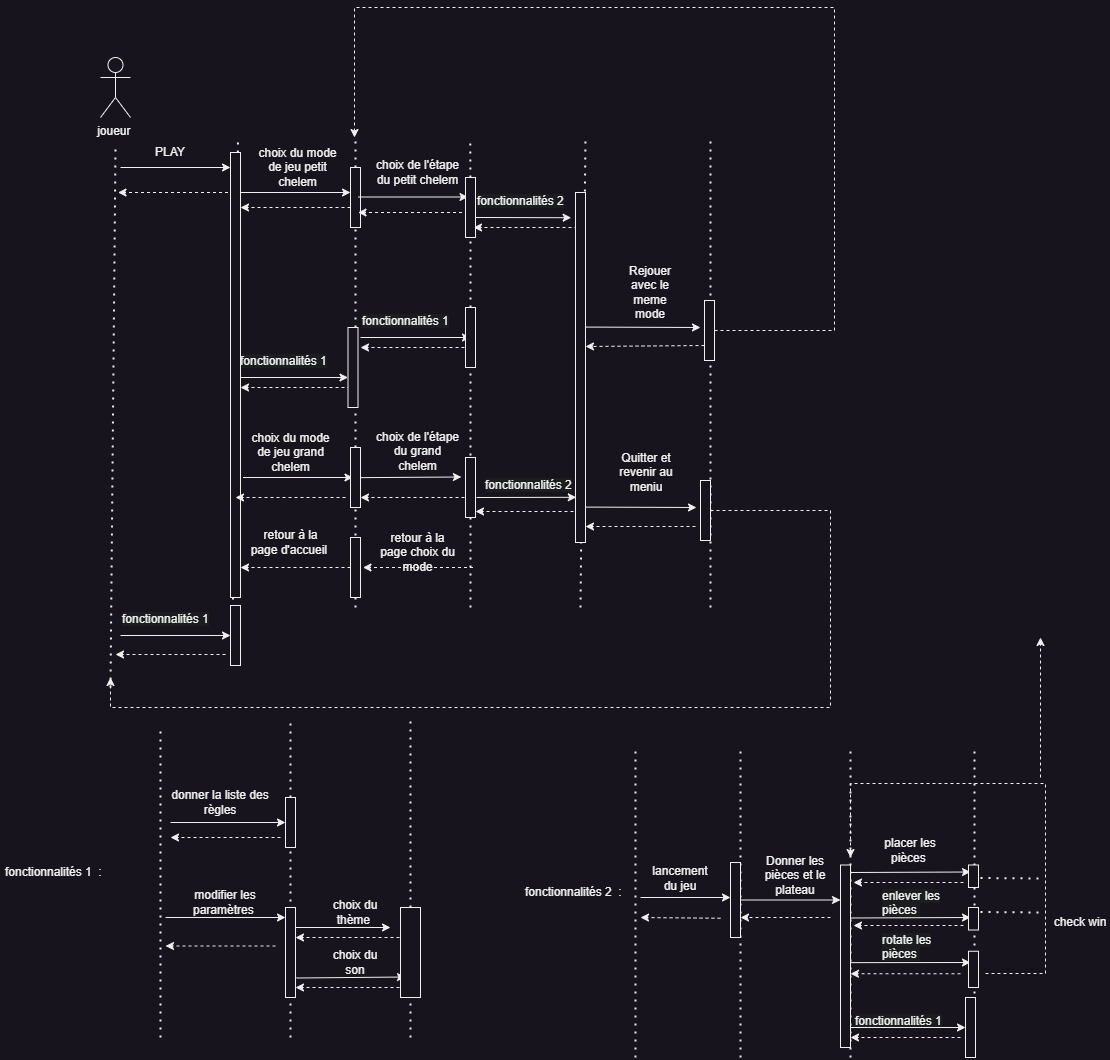 joueur
PLAY
choix du mode
de jeu petit
chelem
choix de l'étape
du petit chelem
fonctionnalités 2
Rejouer
avec le
meme
mode
fonctionnalités 1
fonctionnalités 1
choix du mode
de jeu grand
chelem
choix de l'étape
du grand
chelem
fonctionnalités 2
Quitter et
revenir au
meniu
retour à la
page d'accueil
retour à la
page choix du
mode
fonctionnalités 1
donner la liste des
règles
fonctionnalités 1 :
modifier les
paramètres
choix du
thème
choix du
son
fonctionnalités 2 :
lancement
du jeu
Donner les
pièces et le
plateau
placer les
pièces
enlever les
pièces
rotate les
pièces
fonctionnalités 1
check win